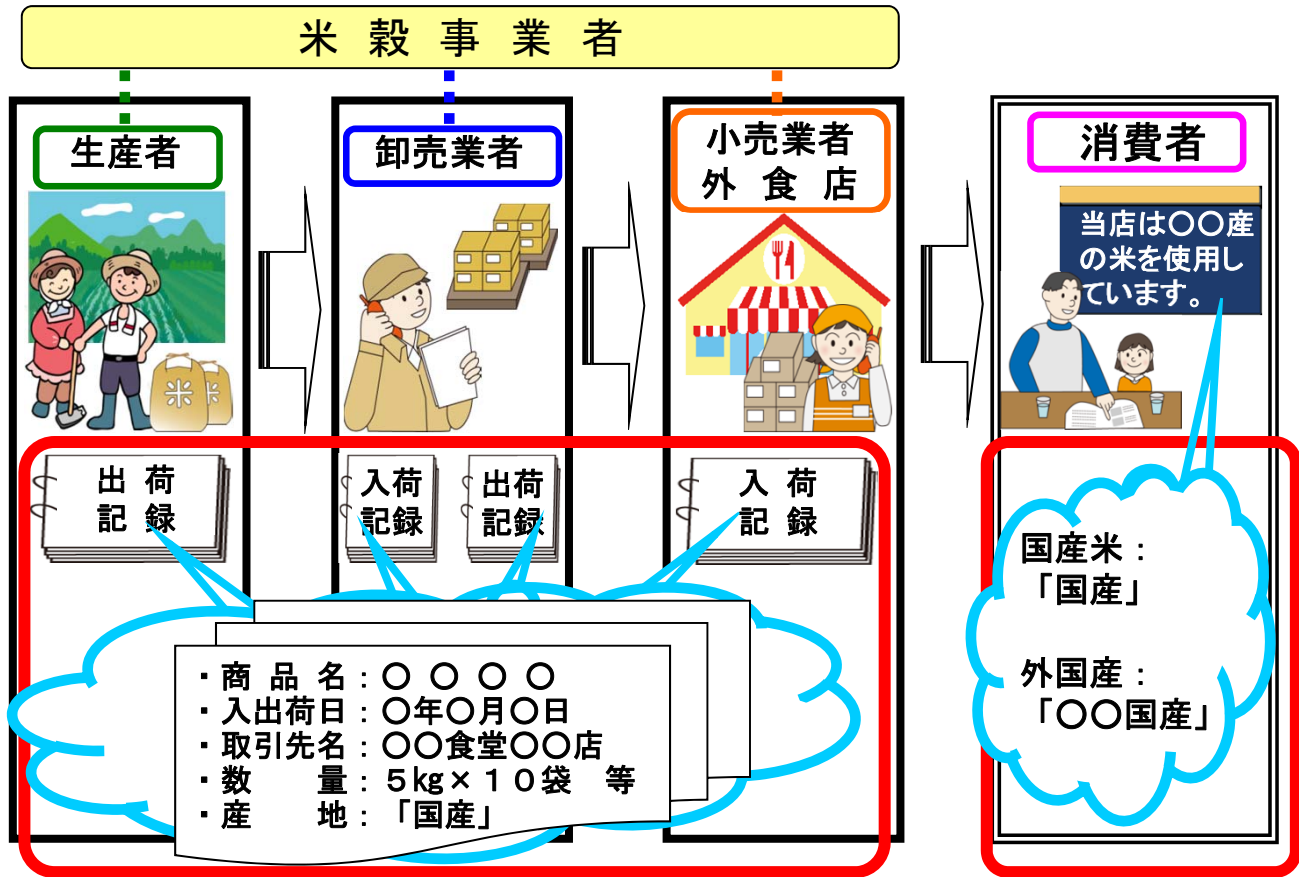 米穀事業者
生産者
卸売業者
小売業者
外食店
消費者
当店は〇〇産
の米を使用し
ています。
米
出荷
記録
入荷
記録
出荷
記録
入荷
記録
・商品名：〇〇〇〇
・入出荷日：〇年〇月〇日
・取引先名：〇〇食堂〇〇店
・数　　量：５kg×１０袋　等
・産　　地：「国産」
国産米：
「国産」
外国産：
「〇〇国産」